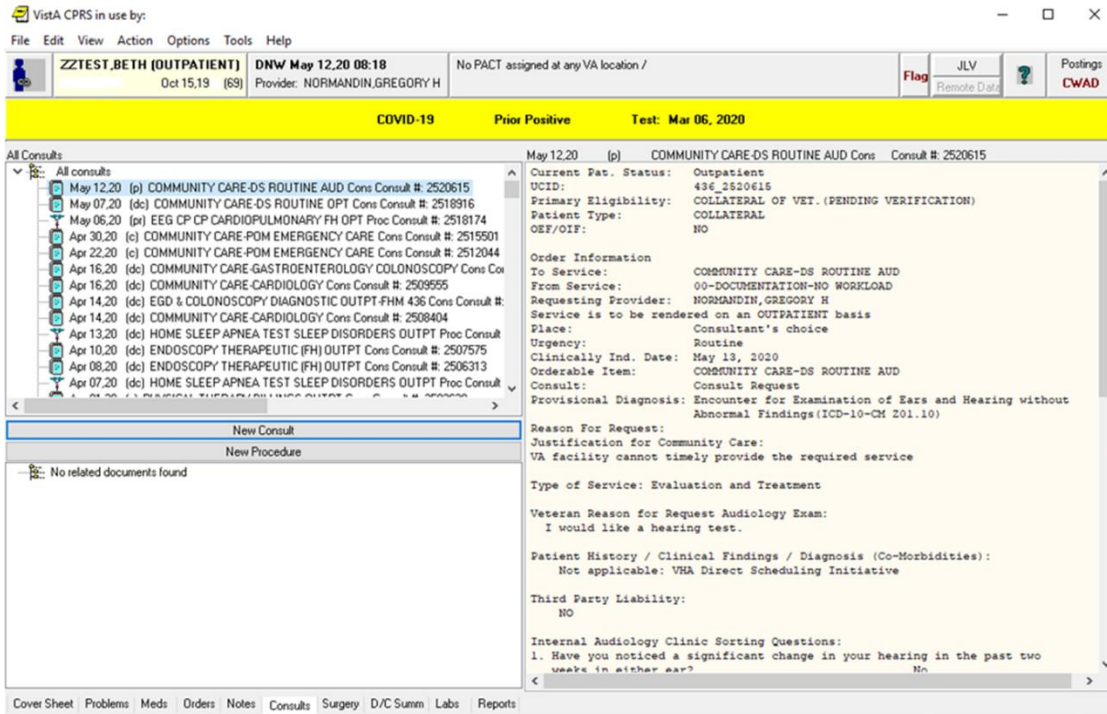 VistA CPRS in use by:
File Edit View Action Options Tools Help
ZZTEST,BETH (OUTPATIENT)
Oct 15,19 (69)
DNW May 12,20 08:18
Provider: NORMANDIN,GREGORY H
No PACT assigned at any VA location /
Flag
JLV
Remote Data
?
Postings
CWAD
COVID-19 Prior Positive Test: Mar 06, 2020
All Consults
All consults
May 12,20 (p) COMMUNITY CARE-DS ROUTINE AUD Cons Consult #: 2520615
May 07,20 (dc) COMMUNITY CARE-DS ROUTINE OPT Cons Consult #: 2518916
May 06,20 (pr) EEG CP CP CARDIOPULMONARY FH OPT Proc Consult #: 2518174
Apr 30,20 (c) COMMUNITY CARE-POM EMERGENCY CARE Cons Consult #: 2515501
Apr 22,20 (c) COMMUNITY CARE-POM EMERGENCY CARE Cons Consult #: 2512044
Apr 16,20 (dc) COMMUNITY CARE-GASTROENTEROLOGY COLONOSCOPY Cons
Apr 16,20 (dc) COMMUNITY CARE-CARDIOLOGY Cons Consult #: 2509555
Apr 14,20 (dc) EGD & COLONOSCOPY DIAGNOSTIC OUTPT-FHM 436 Cons Consult #:
Apr 14,20 (dc) COMMUNITY CARE-CARDIOLOGY Cons Consult #: 2508404
Apr 13,20 (dc) HOME SLEEP APNEA TEST SLEEP DISORDERS OUTPT Proc Consult
Apr 10,20 (dc) ENDOSCOPY THERAPEUTIC (FH) OUTPT Cons Consult #: 2507575
Apr 08,20 (dc) ENDOSCOPY THERAPEUTIC (FH) OUTPT Cons Consult #: 2506313
Apr 07,20 (dc) HOME SLEEP APNEA TEST SLEEP DISORDERS OUTPT Proc Consult
New Consult
New Procedure
No related documents found
May 12,20 (p) COMMUNITY CARE-DS ROUTINE AUD Cons Consult #: 2520615
Current Pat. Status: Outpatient
UCID: 436_2520615
Primary Eligibility: COLLATERAL OF VET.(PENDING VERIFICATION)
Patient Type: COLLATERAL
OEF/OIF: NO
Order Information
To Service: COMMUNITY CARE-DS ROUTINE AUD
From Service: 00-DOCUMENTATION-NO WORKLOAD
Requesting Provider: NORMANDIN,GREGORY H
Service is to be rendered on an OUTPATIENT basis
Place: Consultant's choice
Urgency: Routine
Clinically Ind. Date: May 13, 2020
Orderable Item: COMMUNITY CARE-DS ROUTINE AUD
Consult: Consult Request
Provisional Diagnosis: Encounter for Examination of Ears and Hearing without
Abnormal Findings(ICD-10-CM Z01.10)
Reason For Request:
Justification for Community Care:
VA facility cannot timely provide the required service
Type of Service: Evaluation and Treatment
Veteran Reason for Request Audiology Exam:
I would like a hearing test.
Patient History / Clinical Findings / Diagnosis (Co-Morbidities):
Not applicable: VHA Direct Scheduling Initiative
Third Party Liability:
NO
Internal Audiology Clinic Sorting Questions:
1. Have you noticed a significant change in your hearing in the past two
weeks in either ear? No
Cover Sheet Problems Meds Orders Notes Consults Surgery D/C Summ Labs Reports